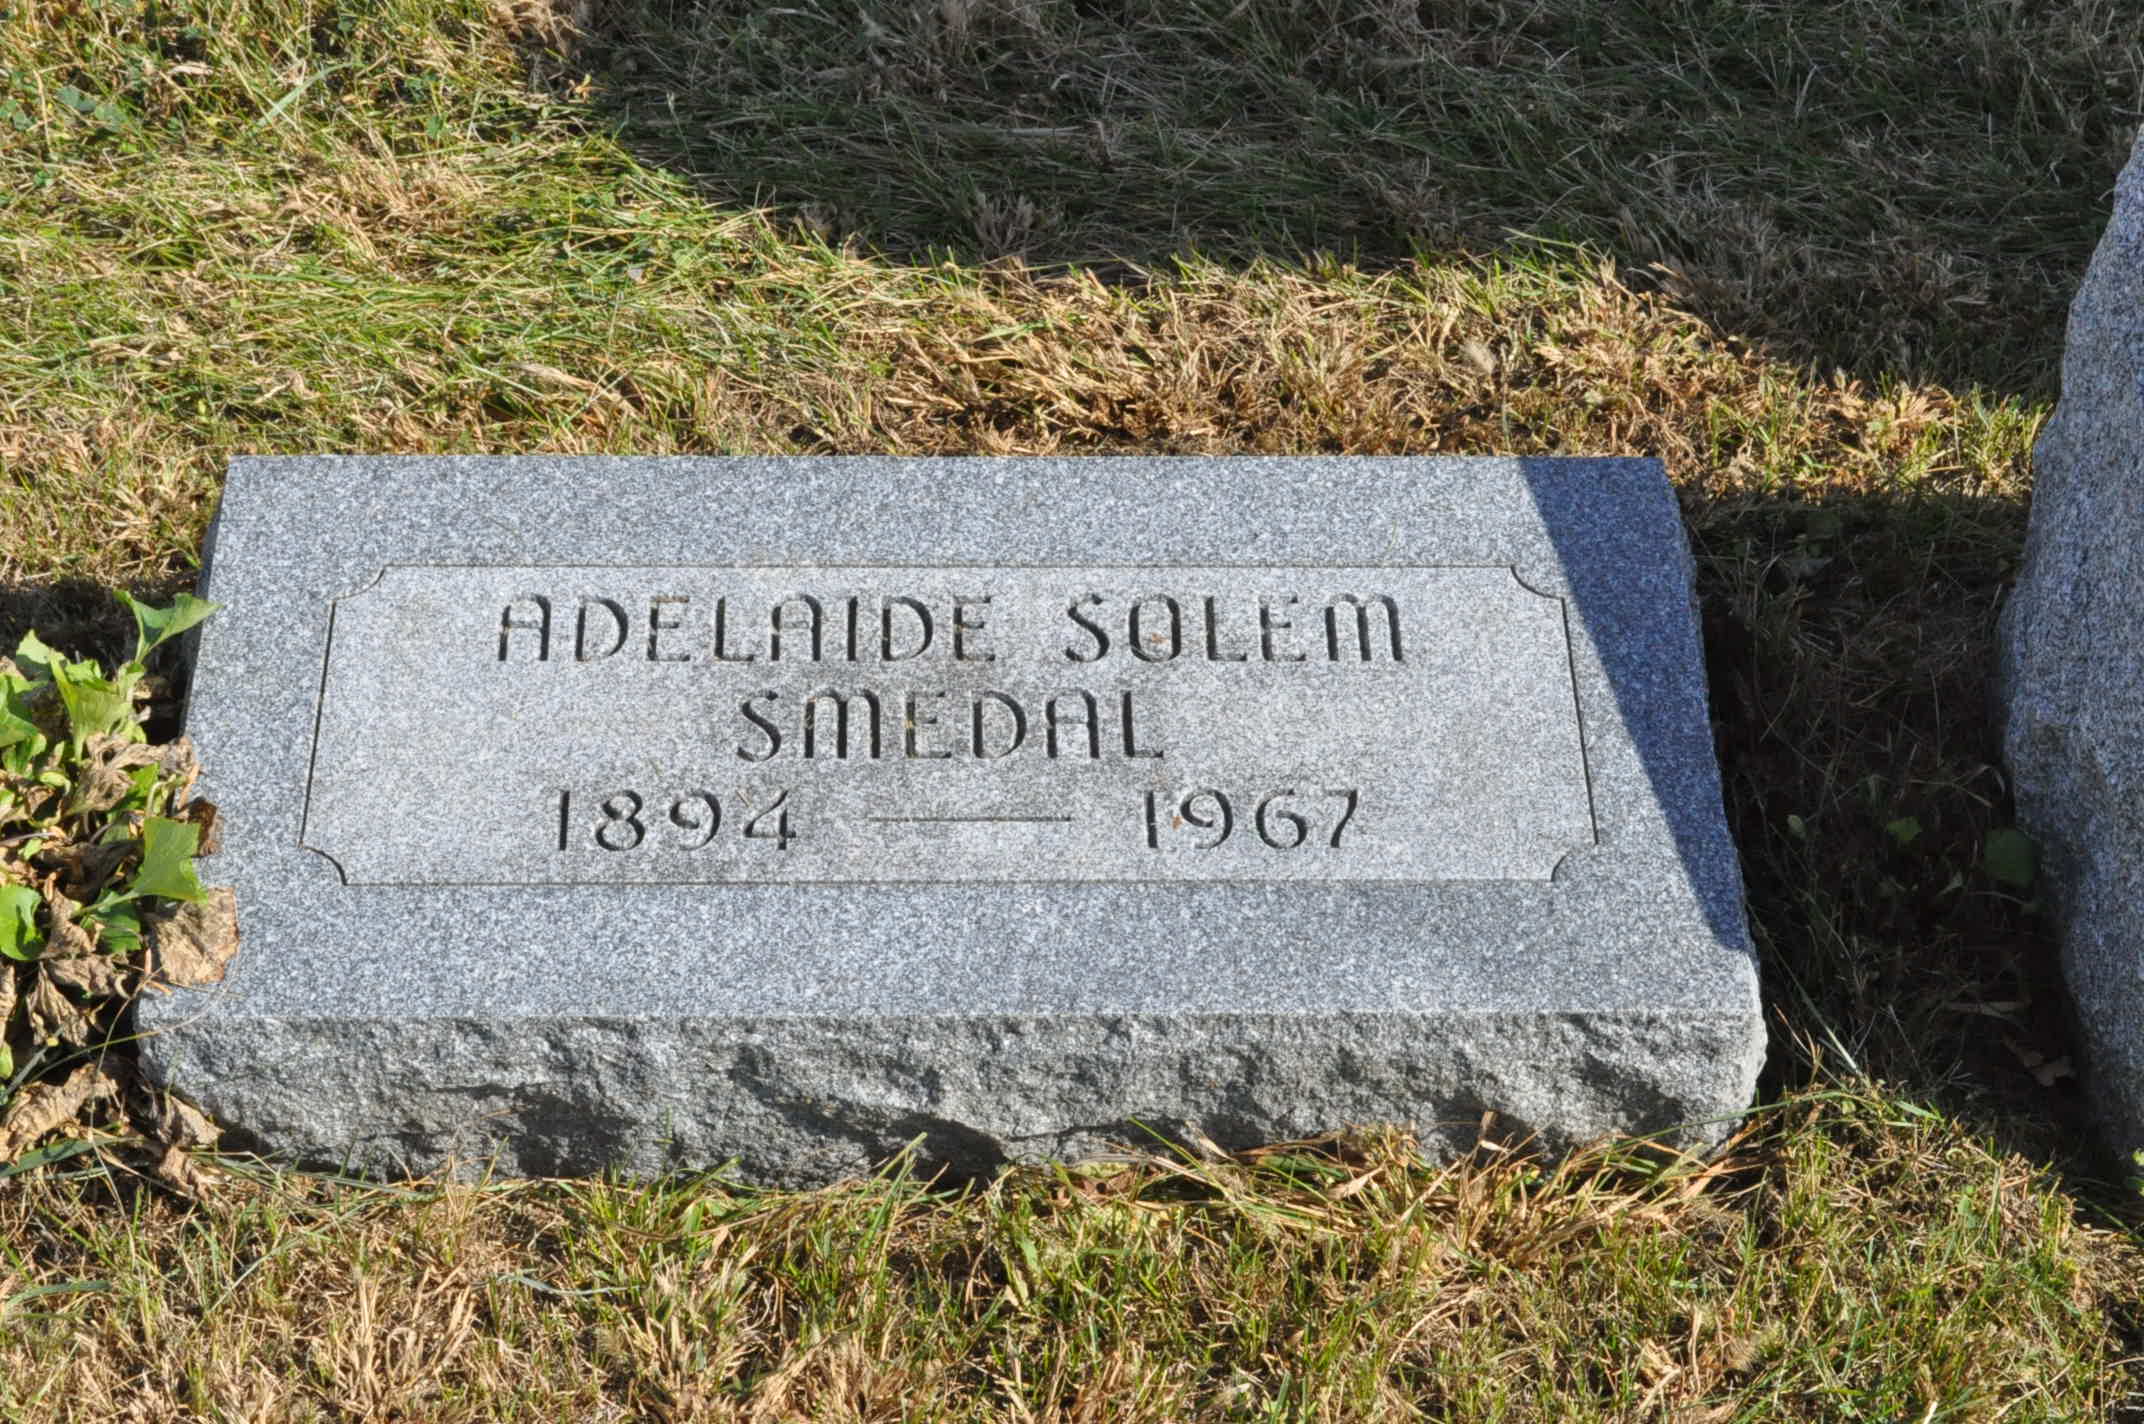 ADELAIDE SOLEM
SMEDAL
1894 — 1967